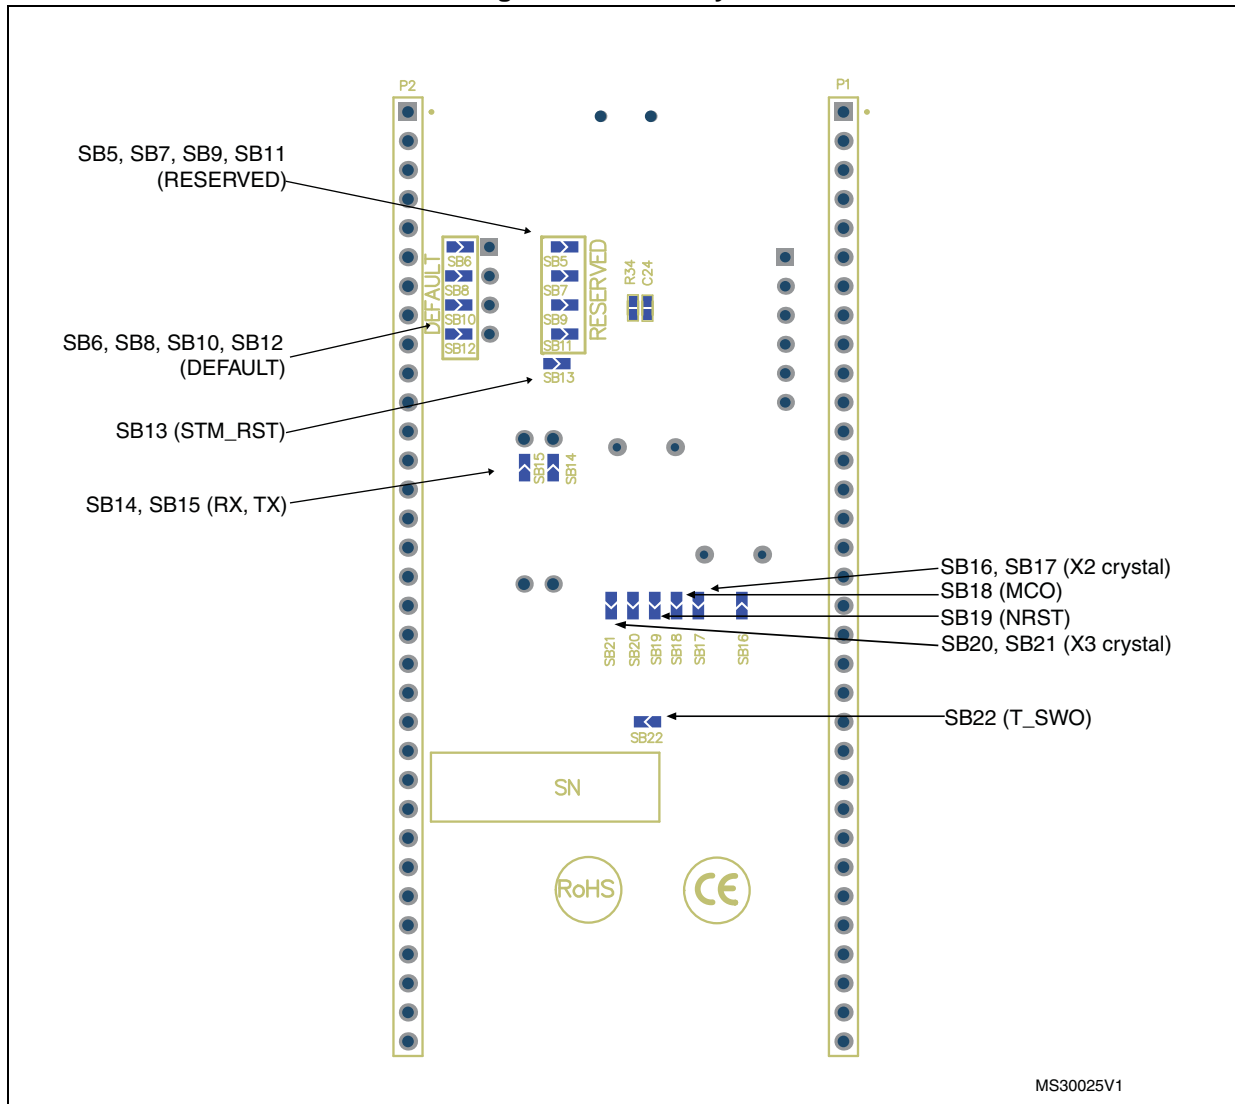 P2
P1
SB5, SB7, SB9, SB11
(RESERVED)
SB6
SB8
SB10
SB12
DEFAULT
SB5
SB7
SB9
SB11
RESERVED
R34
C24
SB6, SB8, SB10, SB12
(DEFAULT)
SB13
SB13 (STM_RST)
SB15
SB14
SB14, SB15 (RX, TX)
SB16, SB17 (X2 crystal)
SB18 (MCO)
SB19 (NRST)
SB20, SB21 (X3 crystal)
SB21
SB20
SB19
SB18
SB17
SB16
SB22 (T_SWO)
SB22
SN
RoHS
CE
MS30025V1